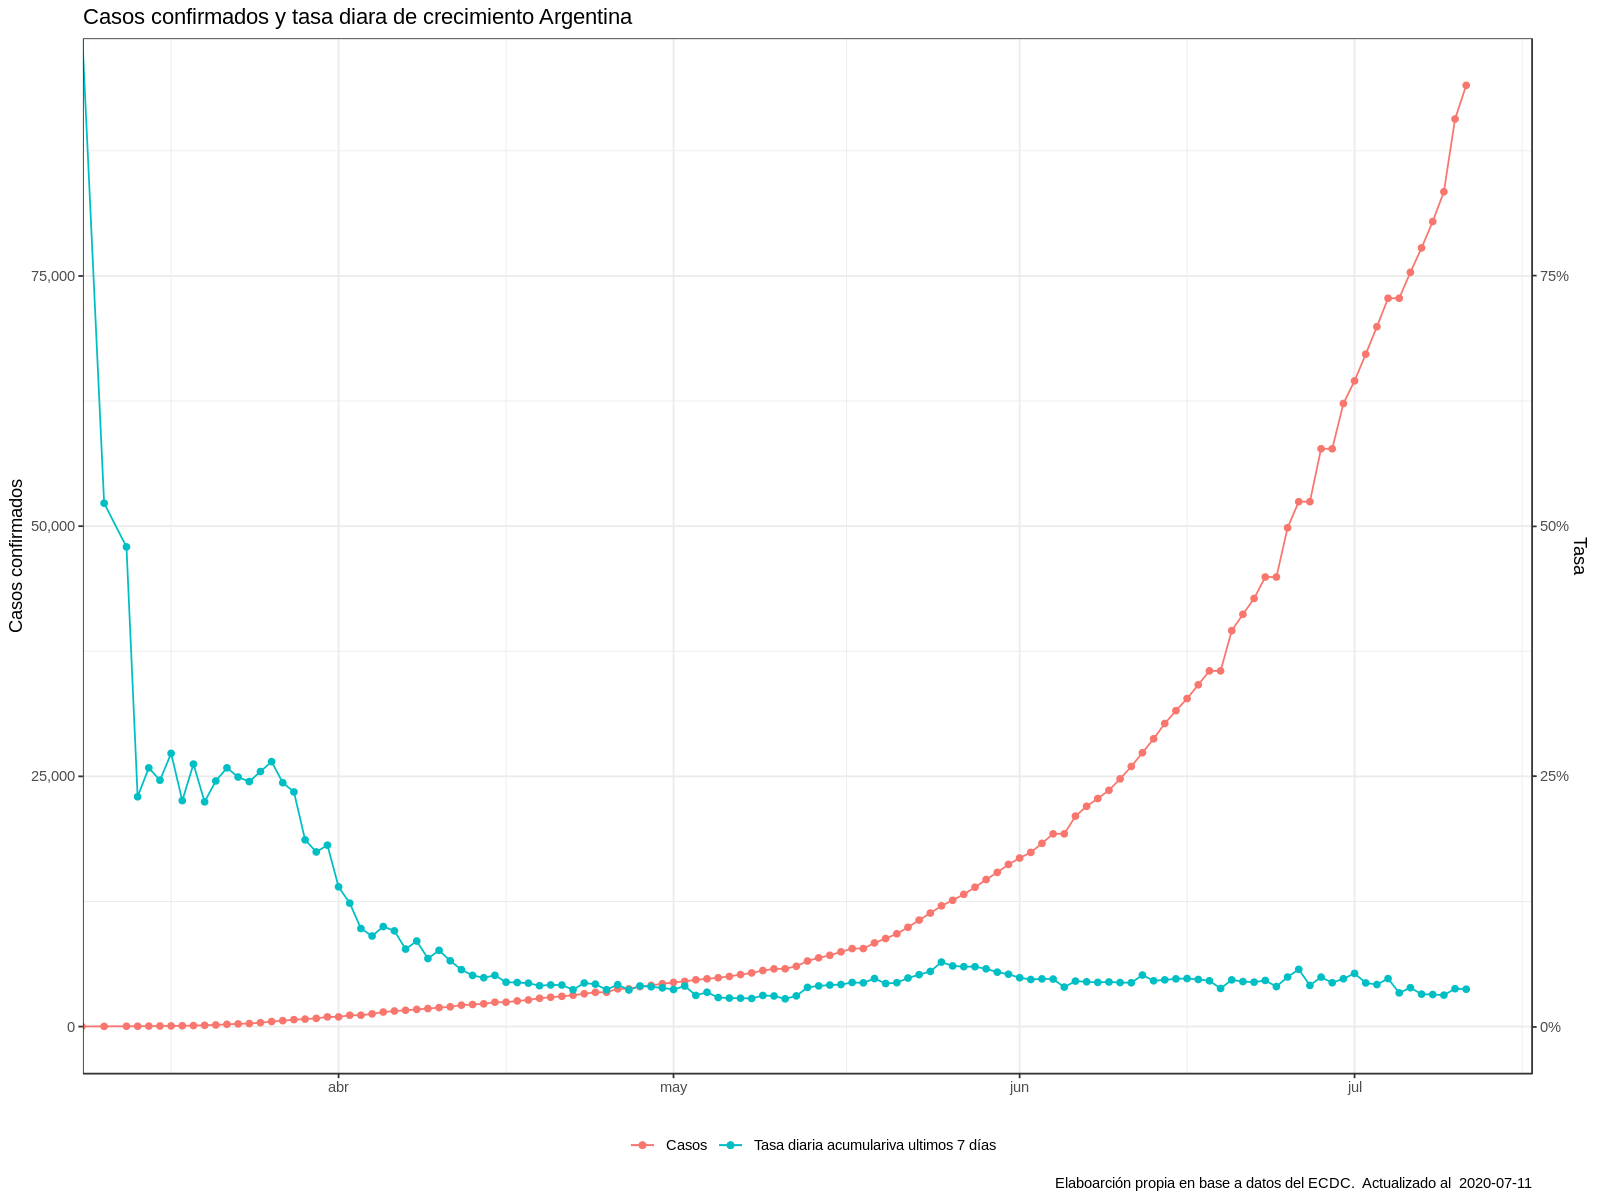 Casos confirmados y tasa diara de crecimiento Argentina
Casos confirmados
75,000
50,000
25,000
0
75%
50%
25%
0%
Tasa
abr
may
jun
jul
Casos
Tasa diaria acumulariva ultimos 7 días
Elaboarción propia en base a datos del ECDC.  Actualizado al  2020-07-11